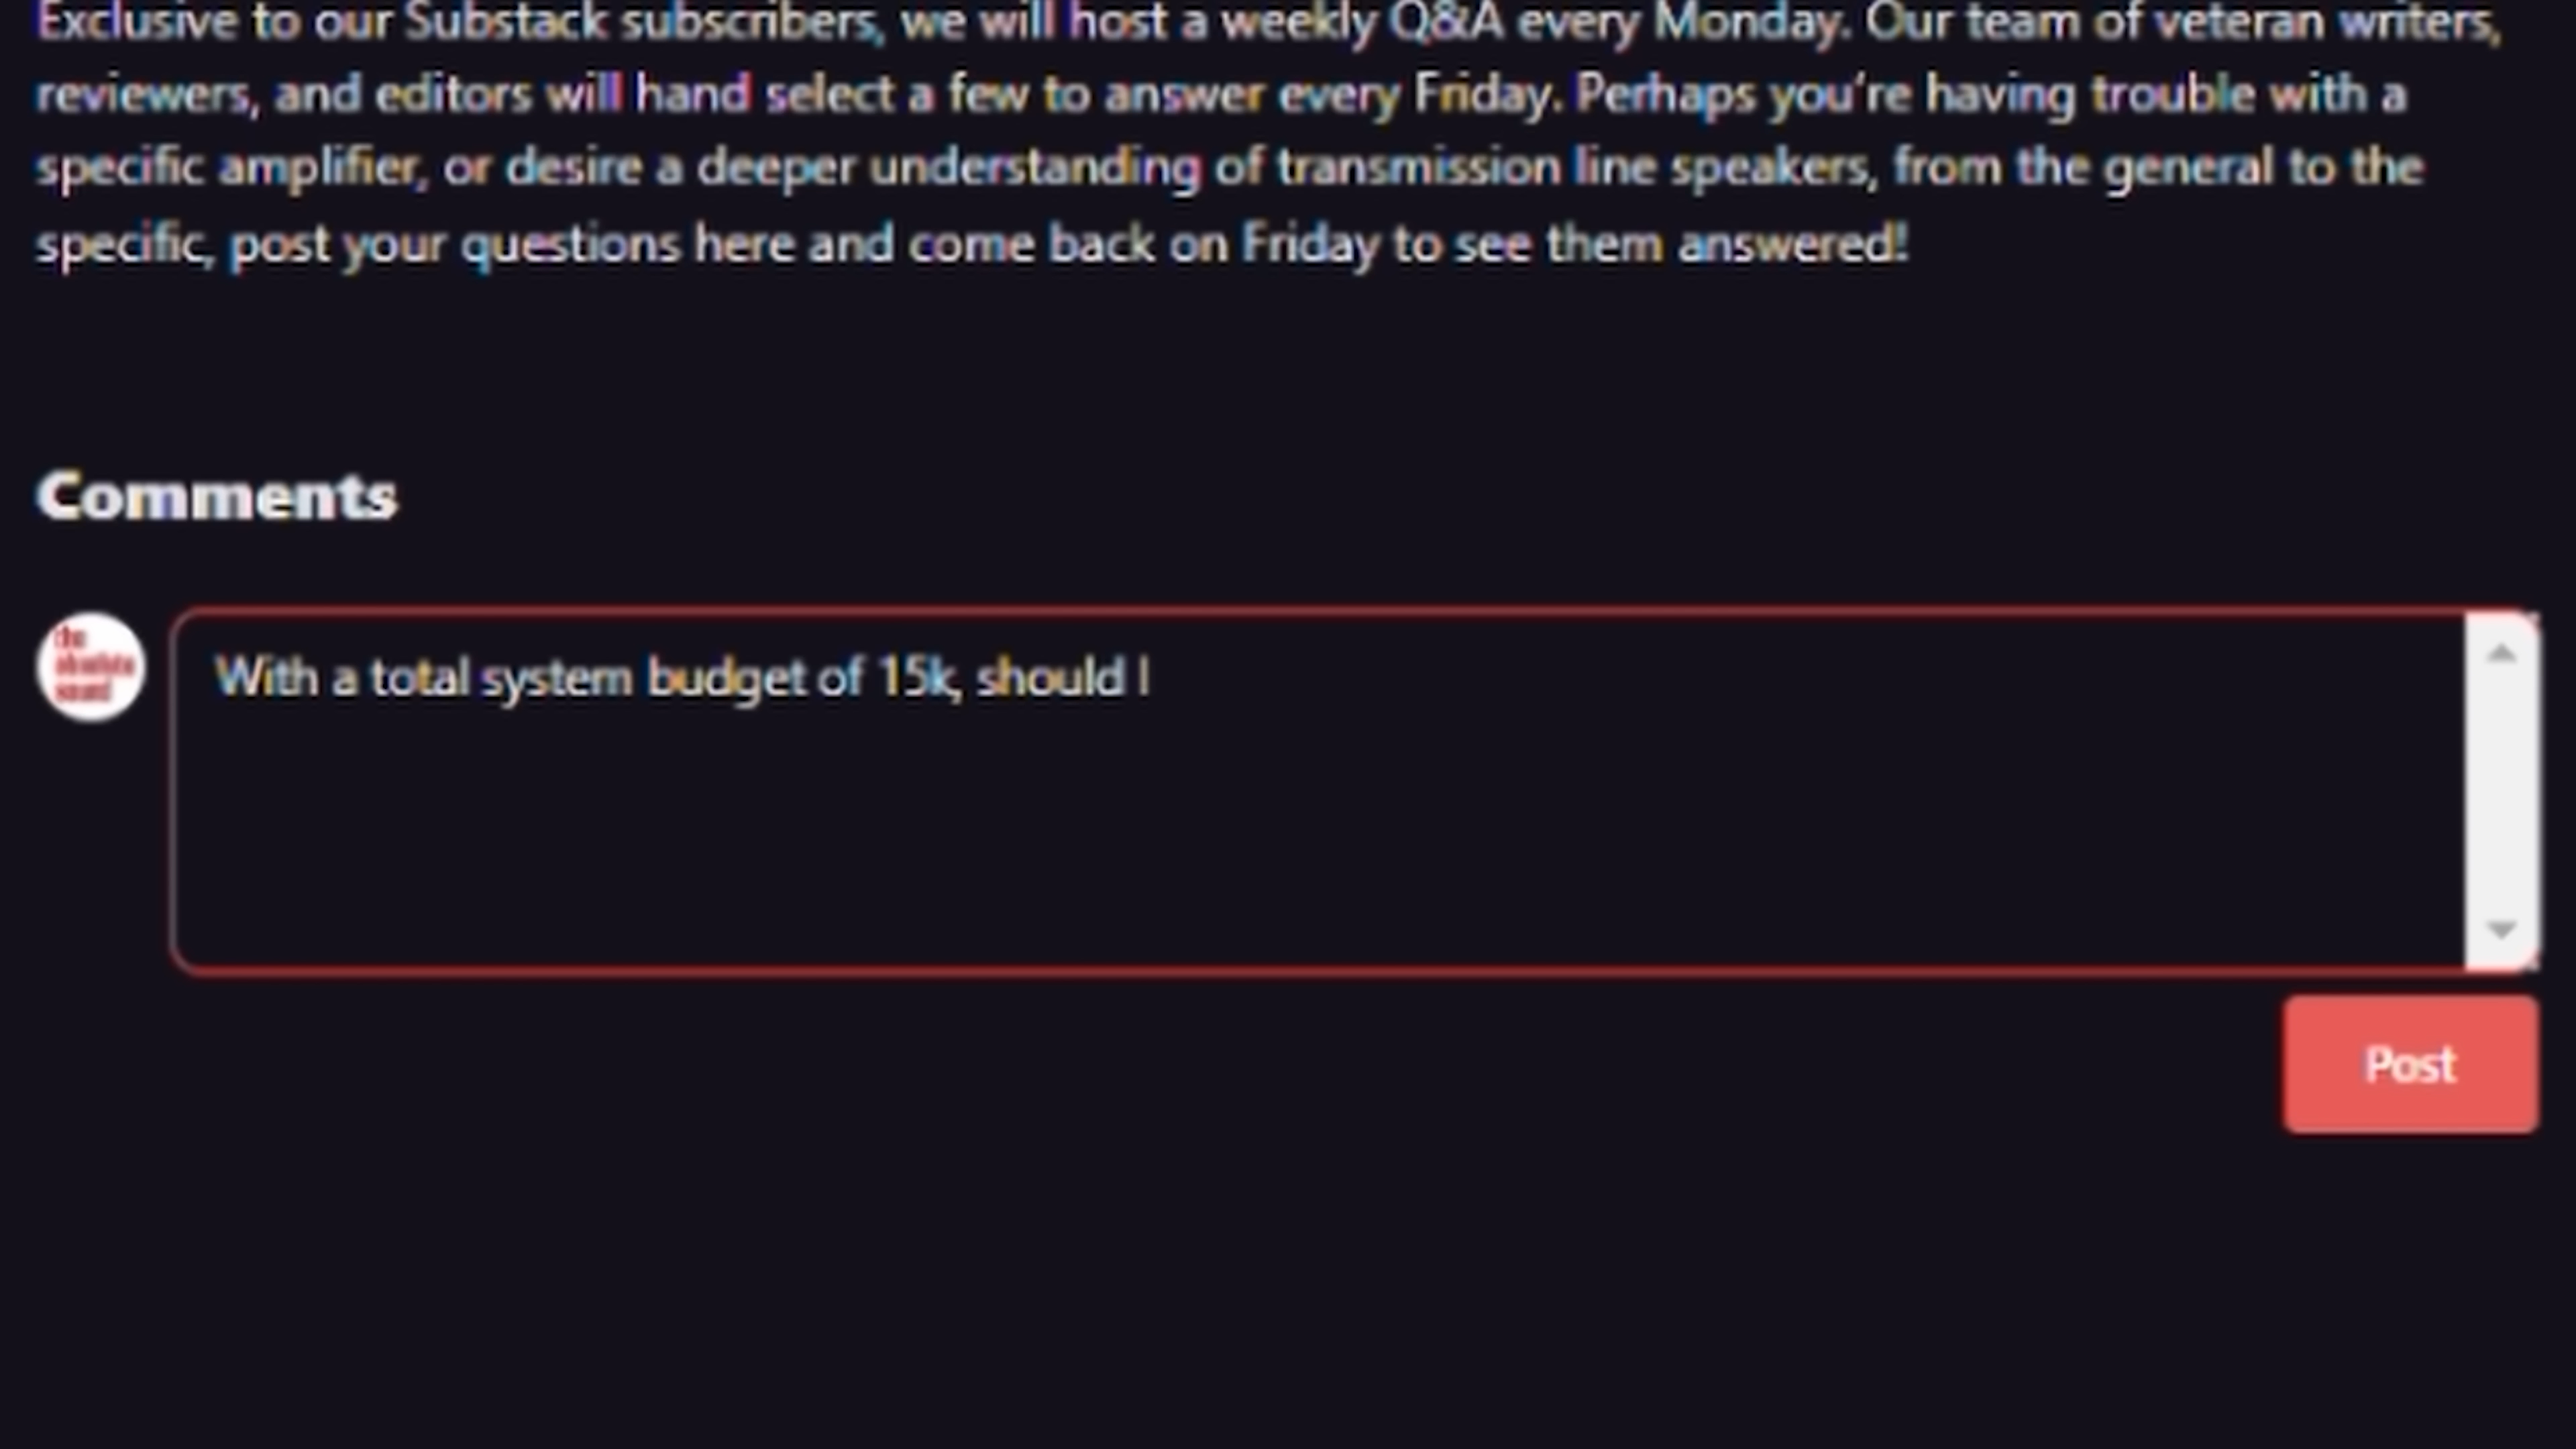 Exclusive to our Substack subscribers, we will host a weekly Q&A every Monday. Our team of veteran writers,
reviewers, and editors will hand select a few to answer every Friday. Perhaps you're having trouble with a
specific amplifier, or desire a deeper understanding of transmission line speakers, from the general to the
specific, post your questions here and come back on Friday to see them answered!
Comments
the
absolute
sound
With a total system budget of 15k, should I
Post